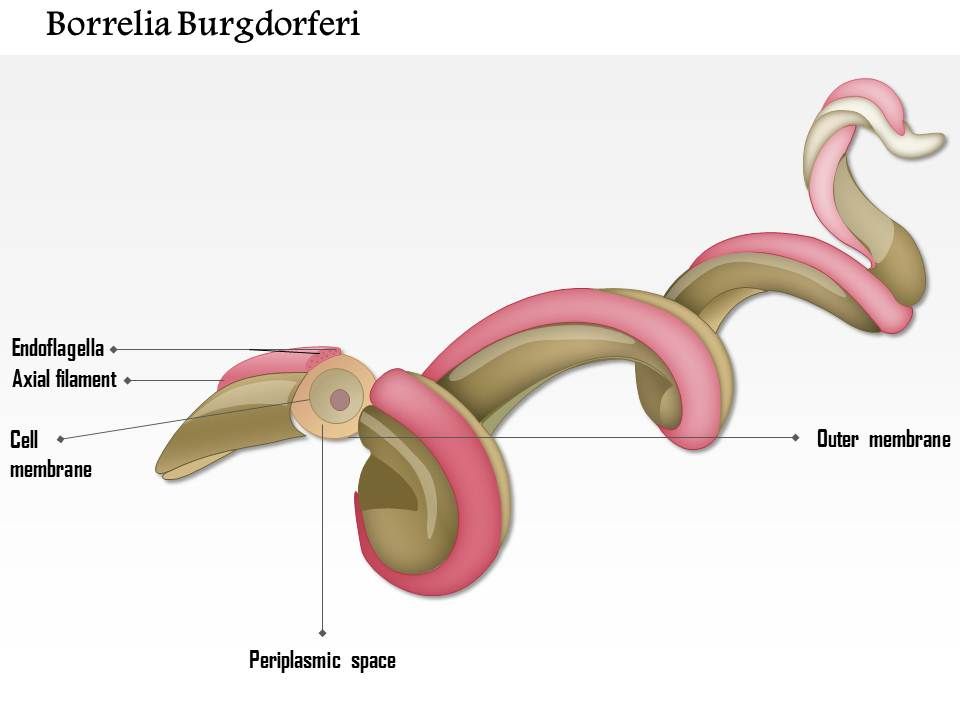 Borrelia Burgdorferi
Endoflagella
Axial filament
Cell
membrane
Outer membrane
Periplasmic space